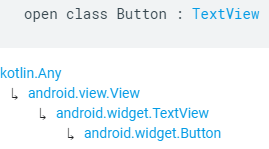 open class Button : TextView
kotlin.Any
↳ android.view.View
↳ android.widget.TextView
↳ android.widget.Button